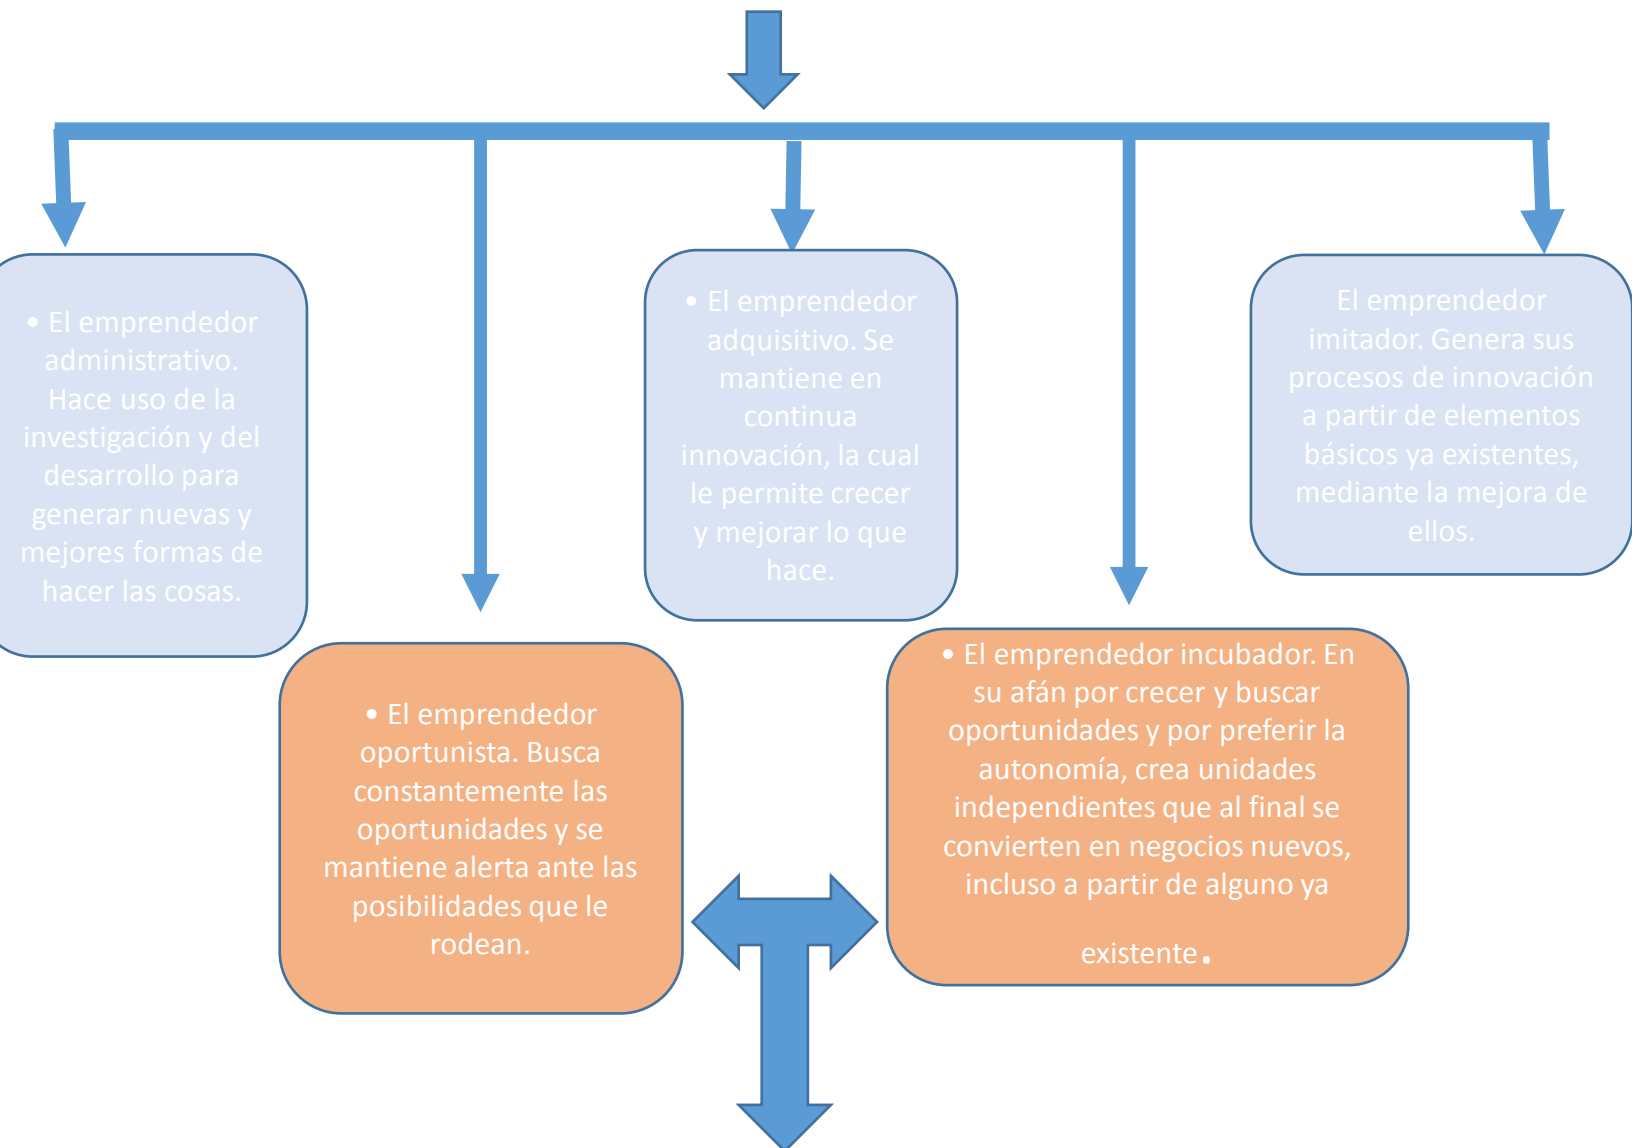 • El emprendedor
administrativo.
Hace uso de la
investigación y del
desarrollo para
generar nuevas y
mejores formas de
hacer las cosas.
• El emprendedor
adquisitivo. Se
mantiene en
continua
innovación, la cual
le permite crecer
y mejorar lo que
hace.
El emprendedor
imitador. Genera sus
procesos de innovación
a partir de elementos
básicos ya existentes,
mediante la mejora de
ellos.
• El emprendedor
oportunista. Busca
constantemente las
oportunidades y se
mantiene alerta ante las
posibilidades que le
rodean.
• El emprendedor incubador. En
su afán por crecer y buscar
oportunidades y por preferir la
autonomía, crea unidades
independientes que al final se
convierten en negocios nuevos,
incluso a partir de alguno ya
existente.